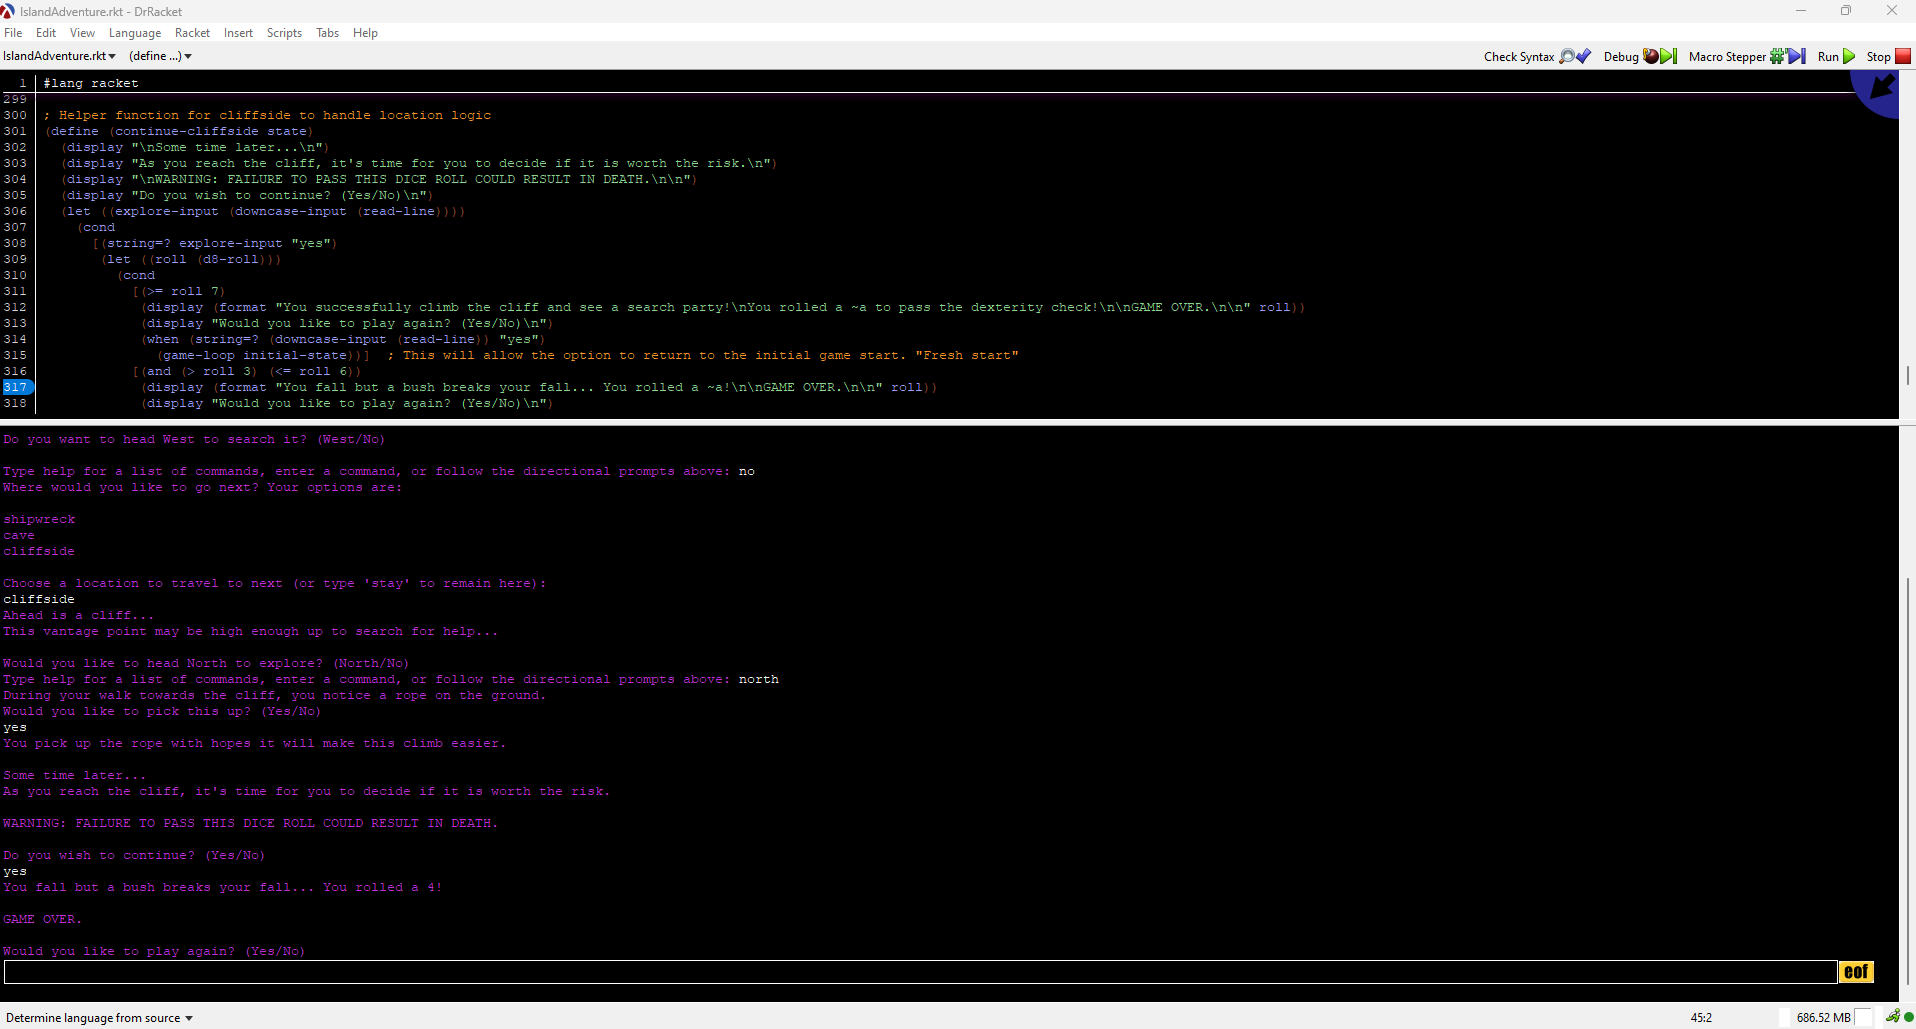 IslandAdventure.rkt - DrRacket
File Edit View Language Racket Insert Scripts Tabs Help
IslandAdventure.rkt (define ...) Check Syntax Debug Macro Stepper Run Stop
1 #lang racket
299
300 ; Helper function for cliffside to handle location logic
301 (define (continue-cliffside state)
302 (display "\nSome time later...\n")
303 (display "As you reach the cliff, it's time for you to decide if it is worth the risk.\n")
304 (display "\nWARNING: FAILURE TO PASS THIS DICE ROLL COULD RESULT IN DEATH.\n\n")
305 (display "Do you wish to continue? (Yes/No)\n")
306 (let ((explore-input (downcase-input (read-line))))
307 (cond
308 [(string=? explore-input "yes")
309 (let ((roll (d8-roll)))
310 (cond
311 [(>= roll 7)
312 (display (format "You successfully climb the cliff and see a search party!\nYou rolled a ~a to pass the dexterity check!\n\nGAME OVER.\n\n" roll))
313 (display "Would you like to play again? (Yes/No)\n")
314 (when (string=? (downcase-input (read-line)) "yes")
315 (game-loop initial-state))] ; This will allow the option to return to the initial game start. "Fresh start"
316 [(and (> roll 3) (<= roll 6))
317 (display (format "You fall but a bush breaks your fall... You rolled a ~a!\n\nGAME OVER.\n\n" roll))
318 (display "Would you like to play again? (Yes/No)\n")
Do you want to head West to search it? (West/No)
Type help for a list of commands, enter a command, or follow the directional prompts above: no
Where would you like to go next? Your options are:
shipwreck
cave
cliffside
Choose a location to travel to next (or type 'stay' to remain here):
cliffside
Ahead is a cliff...
This vantage point may be high enough up to search for help...
Would you like to head North to explore? (North/No)
Type help for a list of commands, enter a command, or follow the directional prompts above: north
During your walk towards the cliff, you notice a rope on the ground.
Would you like to pick this up? (Yes/No)
yes
You pick up the rope with hopes it will make this climb easier.
Some time later...
As you reach the cliff, it's time for you to decide if it is worth the risk.
WARNING: FAILURE TO PASS THIS DICE ROLL COULD RESULT IN DEATH.
Do you wish to continue? (Yes/No)
yes
You fall but a bush breaks your fall... You rolled a 4!
GAME OVER.
Would you like to play again? (Yes/No)
eof
Determine language from source 45:2 686.52 MB